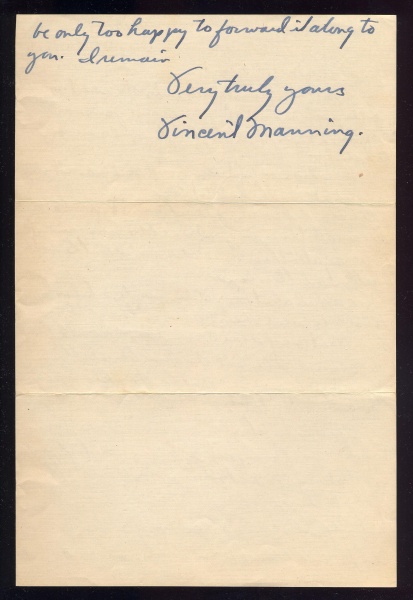 be only too happy to forward it along to
you. I remain
Very truly yours
Vincent Manning.